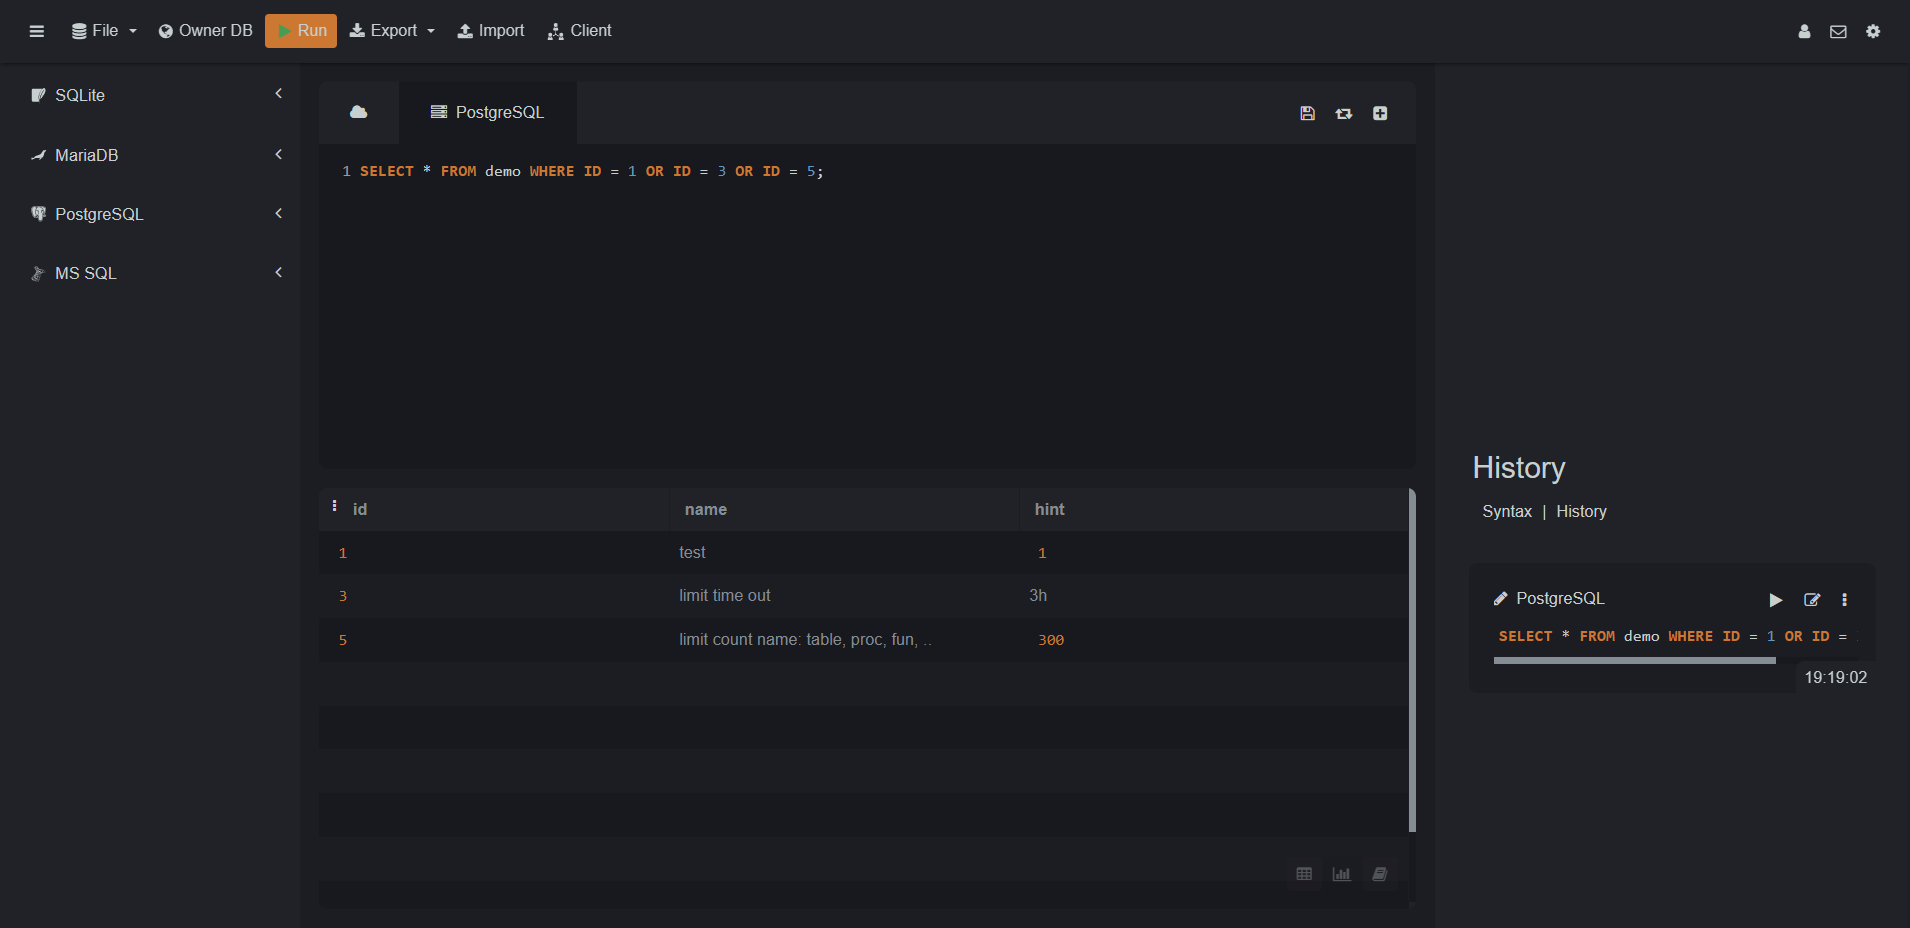 File Owner DB Run Export Import Client
SQLite
MariaDB
PostgreSQL
MS SQL
PostgreSQL
1 SELECT * FROM demo WHERE ID = 1 OR ID = 3 OR ID = 5;
id name hint
1 test 1
3 limit time out 3h
5 limit count name: table, proc, fun, .. 300
History
Syntax | History
PostgreSQL
SELECT * FROM demo WHERE ID = 1 OR ID =
19:19:02